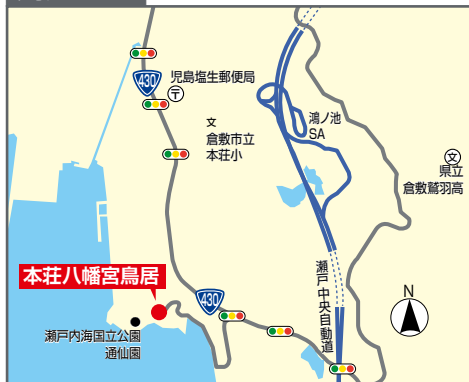 430
児島塩生郵便局
〒
文
倉敷市立
本荘小
鴻ノ池
SA
文
県立
倉敷鷲羽高
本荘八幡宮鳥居
430
瀬戸中央自動道
N
瀬戸内海国立公園
通仙園